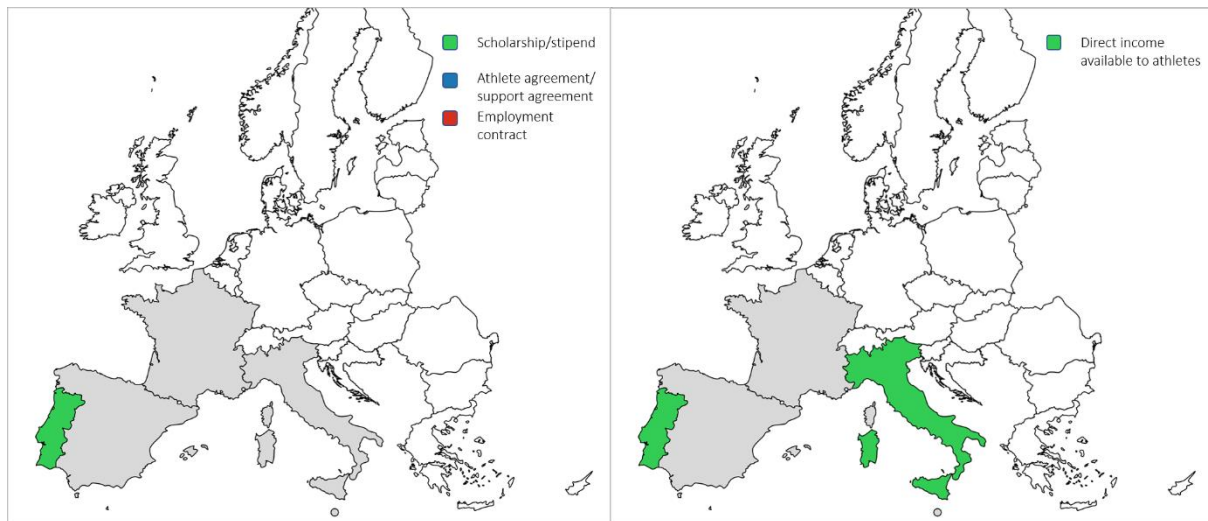 Scholarship/stipend
Athlete agreement/
support agreement
Employment
contract
Direct income
available to athletes